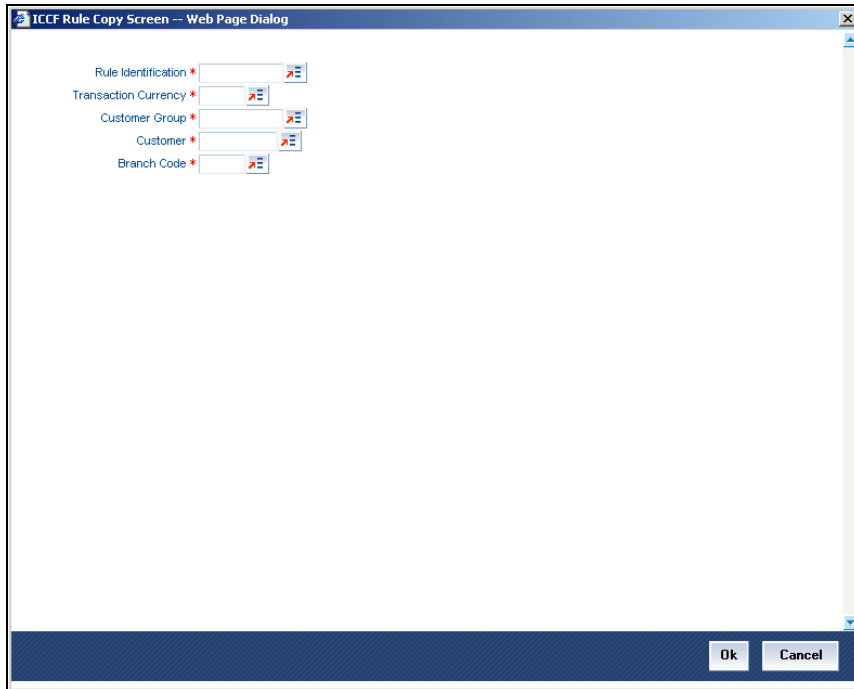 ICCF Rule Copy Screen -- Web Page Dialog
Rule Identification *
Transaction Currency *
Customer Group *
Customer *
Branch Code *
Ok
Cancel